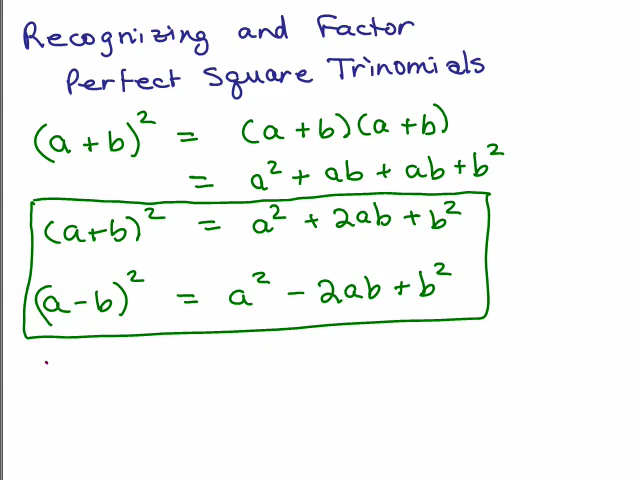 Recognizing and Factor
Perfect Square Trinomials
(a + b)² = (a + b)(a + b)
= a² + ab + ab + b²
(a+b)² = a² + 2ab + b²
(a - b)² = a² - 2ab + b²